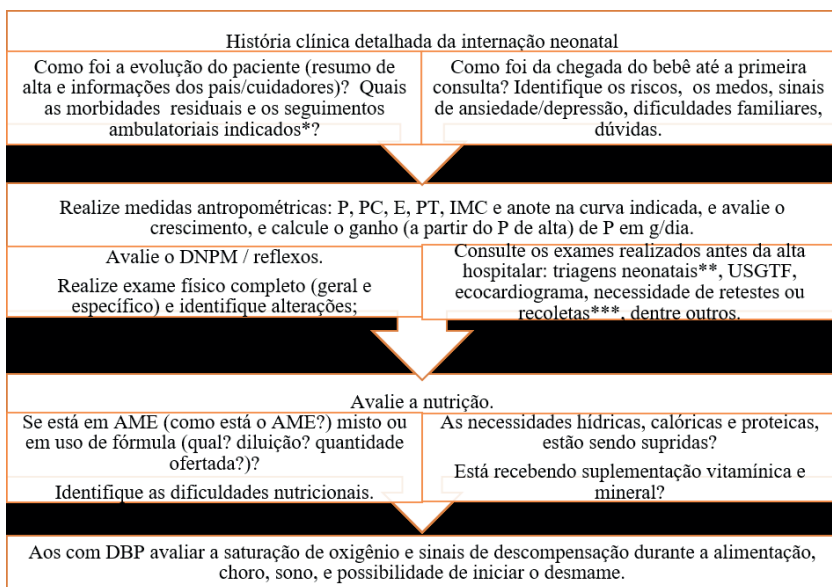 História clínica detalhada da internação neonatal
Como foi a evolução do paciente (resumo de
alta e informações dos pais/cuidadores)? Quais
as morbidades residuais e os seguimentos
ambulatoriais indicados*?
Como foi da chegada do bebê até a primeira
consulta? Identifique os riscos, os medos, sinais
de ansiedade/depressão, dificuldades familiares,
dúvidas.
Realize medidas antropométricas: P, PC, E, PT, IMC e anote na curva indicada, e avalie o
crescimento, e calcule o ganho (a partir do P de alta) de P em g/dia.
Avalie o DNPM / reflexos.
Realize exame físico completo (geral e
específico) e identifique alterações;
Consulte os exames realizados antes da alta
hospitalar: triagens neonatais**, USGTF,
ecocardiograma, necessidade de retestes ou
recoletas***, dentre outros.
Avalie a nutrição.
Se está em AME (como está o AME?) misto ou
em uso de fórmula (qual? diluição? quantidade
ofertada?)?
Identifique as dificuldades nutricionais.
As necessidades hídricas, calóricas e proteicas,
estão sendo supridas?
Está recebendo suplementação vitamínica e
mineral?
Aos com DBP avaliar a saturação de oxigênio e sinais de descompensação durante a alimentação,
choro, sono, e possibilidade de iniciar o desmame.